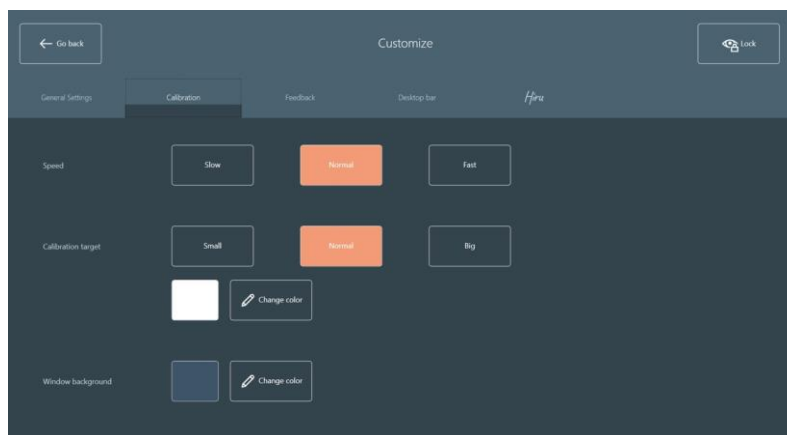 Go back
Customize
Lock
General Settings
Calibration
Feedback
Desktop bar
Hiru
Speed
Slow
Normal
Fast
Calibration target
Small
Normal
Big
Change color
Window background
Change color